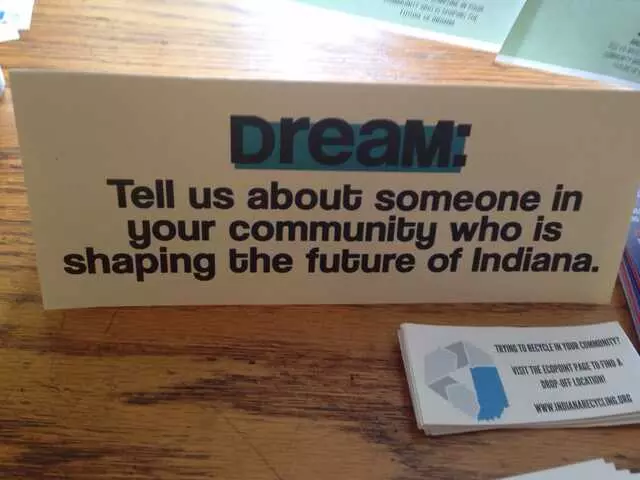 DreaM:
Tell us about someone in
your community who is
shaping the future of Indiana.
TRYING TO RECYCLE IN YOUR COMMUNITY?
VISIT THE ECOPOINT PAGE TO FIND A
DROP-OFF LOCATION!
WWW.INDIANARECYCLING.ORG